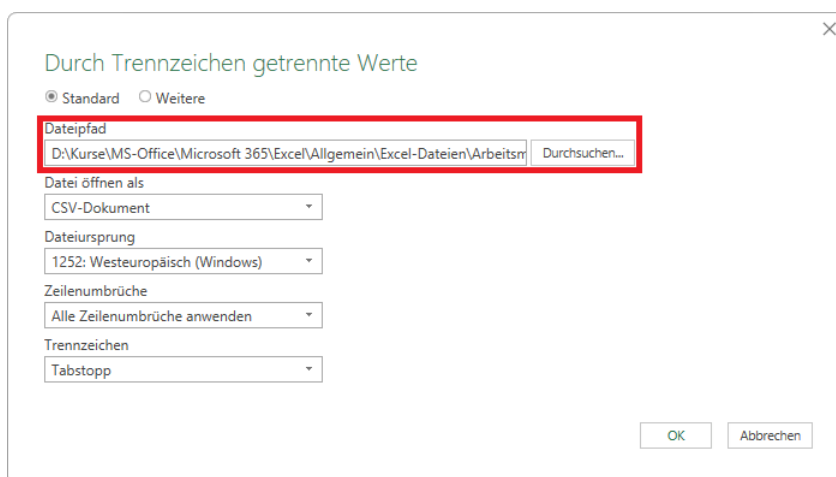 Durch Trennzeichen getrennte Werte
Standard Weitere
Dateipfad
D:\Kurse\MS-Office\Microsoft 365\Excel\Allgemein\Excel-Dateien\Arbeitsm Durchsuchen...
Datei öffnen als
CSV-Dokument
Dateiursprung
1252: Westeuropäisch (Windows)
Zeilenumbrüche
Alle Zeilenumbrüche anwenden
Trennzeichen
Tabstopp
OK Abbrechen